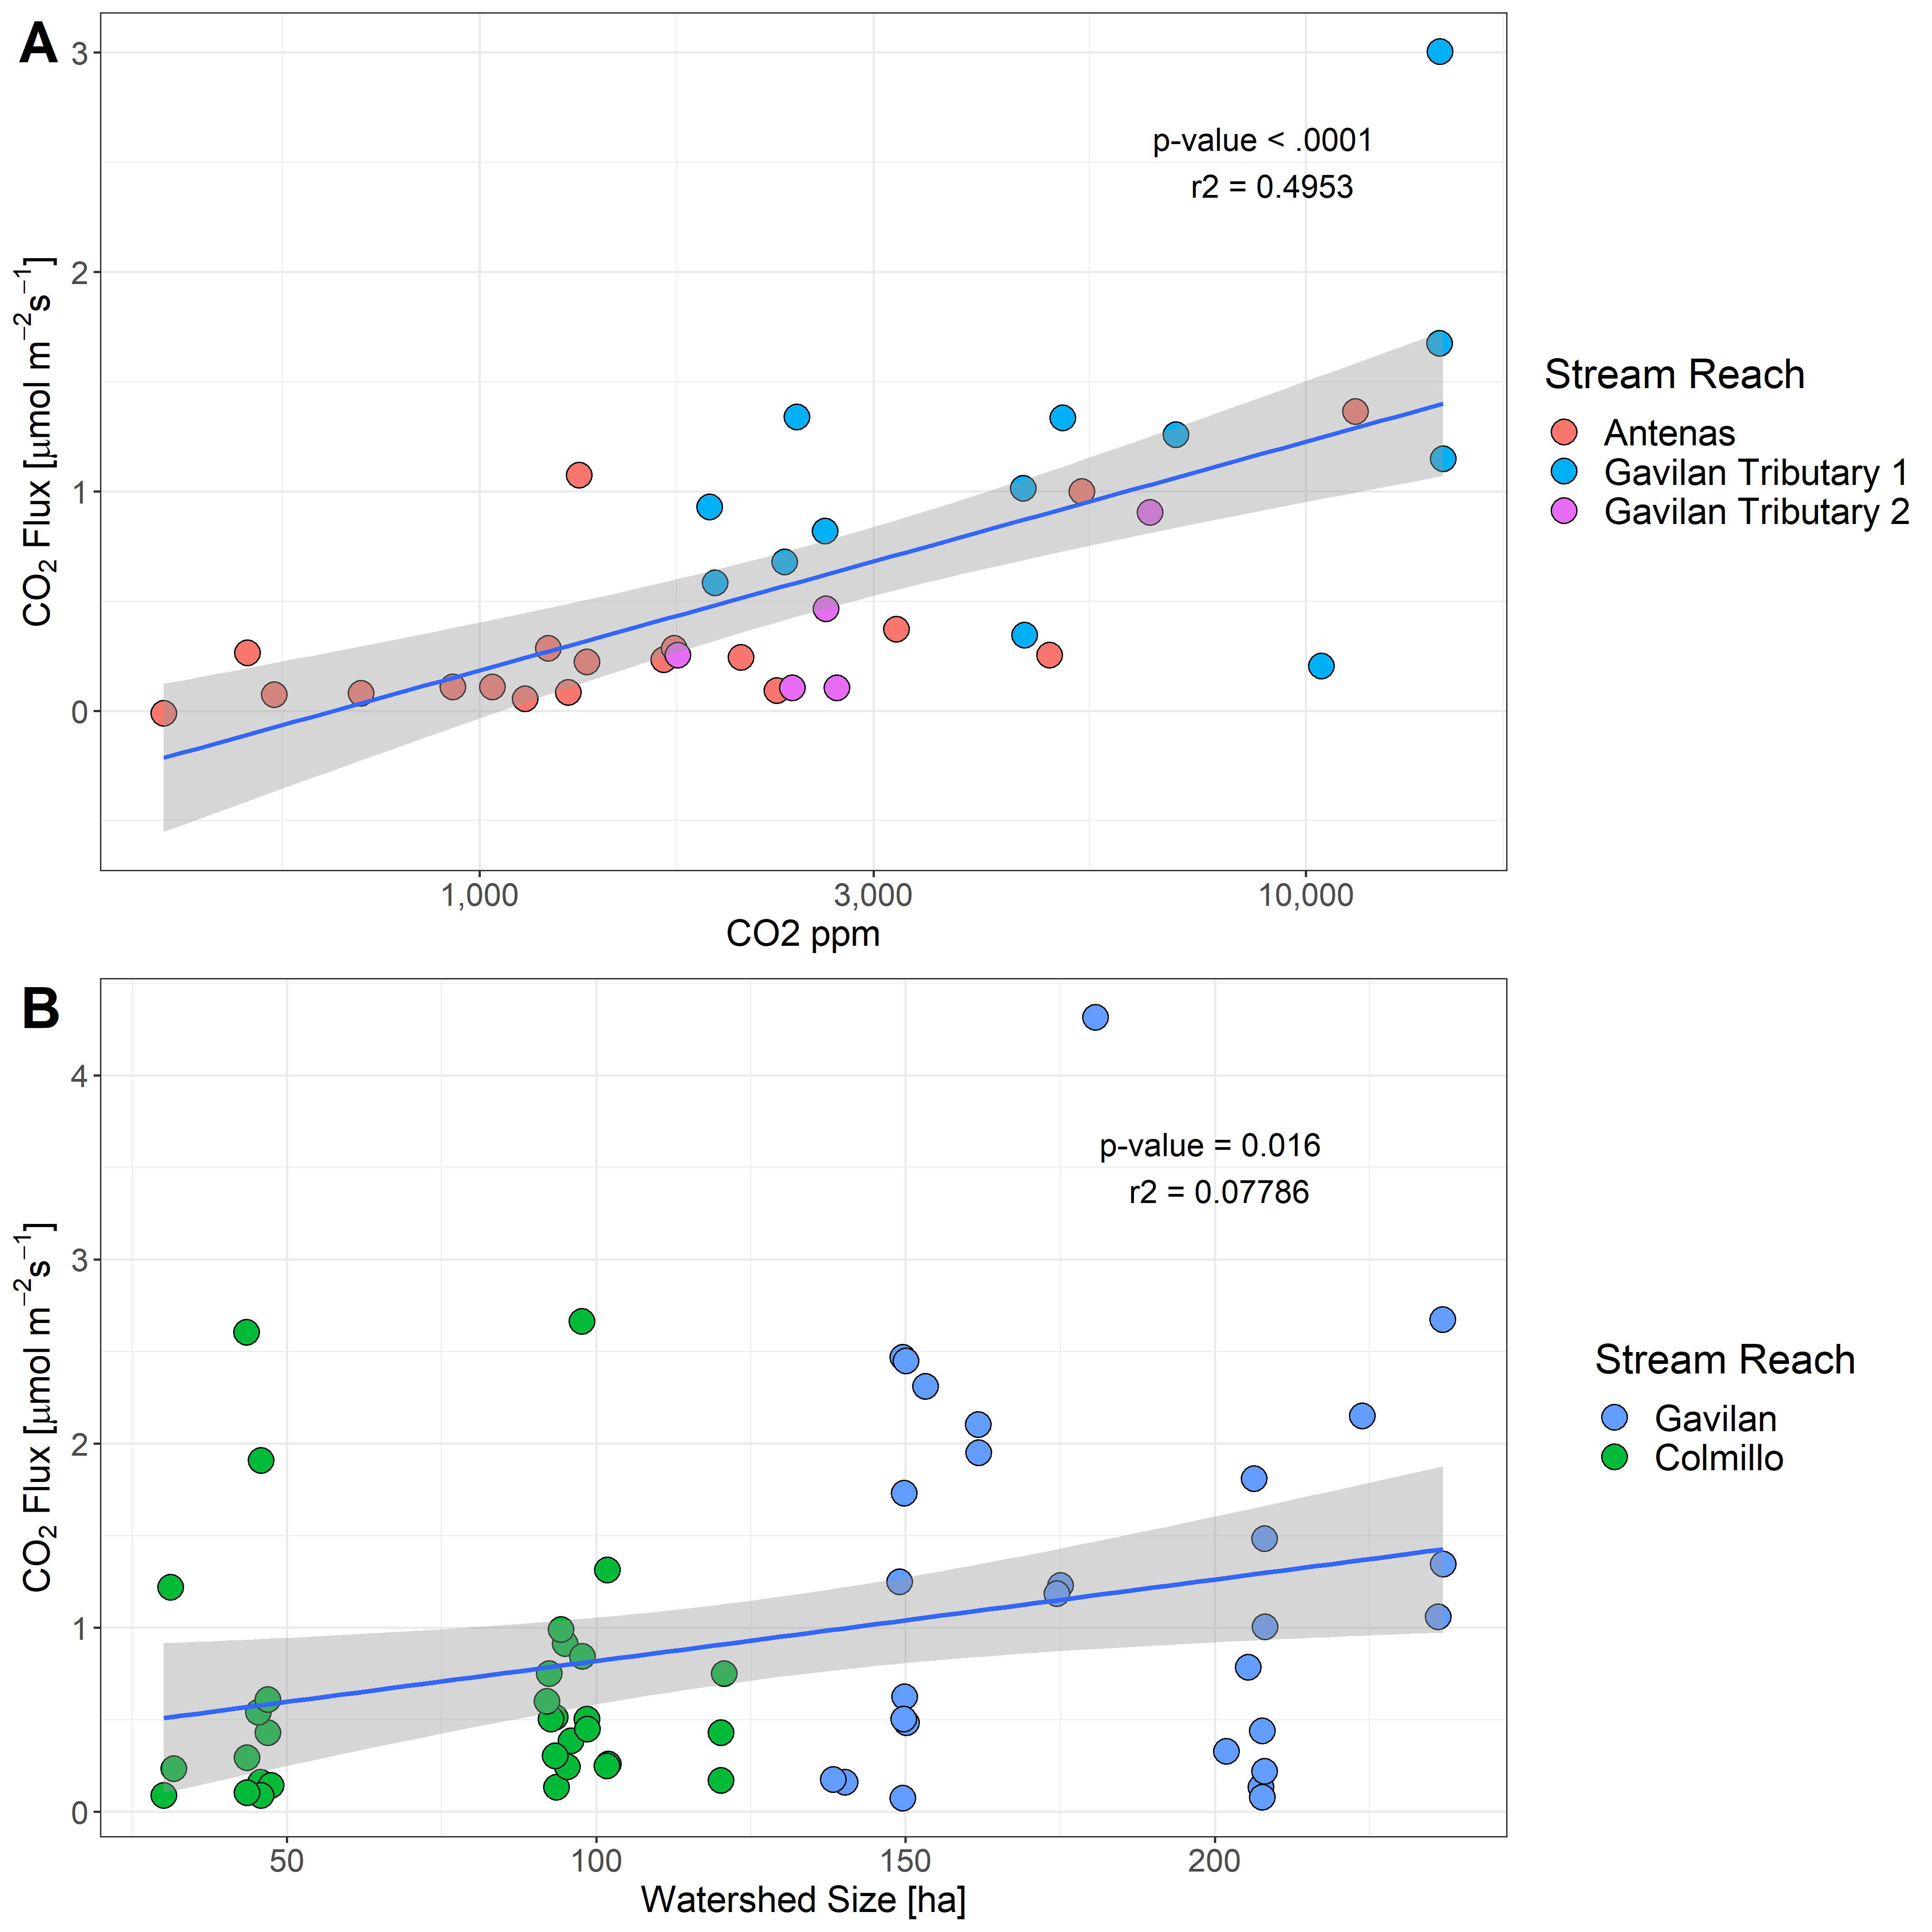 A
3
2
1
0
CO₂ Flux [µmol m⁻²s⁻¹]
p-value < .0001
r2 = 0.4953
1,000
3,000
10,000
CO2 ppm
Stream Reach
Antenas
Gavilan Tributary 1
Gavilan Tributary 2
B
4
3
2
1
0
CO₂ Flux [µmol m⁻²s⁻¹]
p-value = 0.016
r2 = 0.07786
50
100
150
200
Watershed Size [ha]
Stream Reach
Gavilan
Colmillo